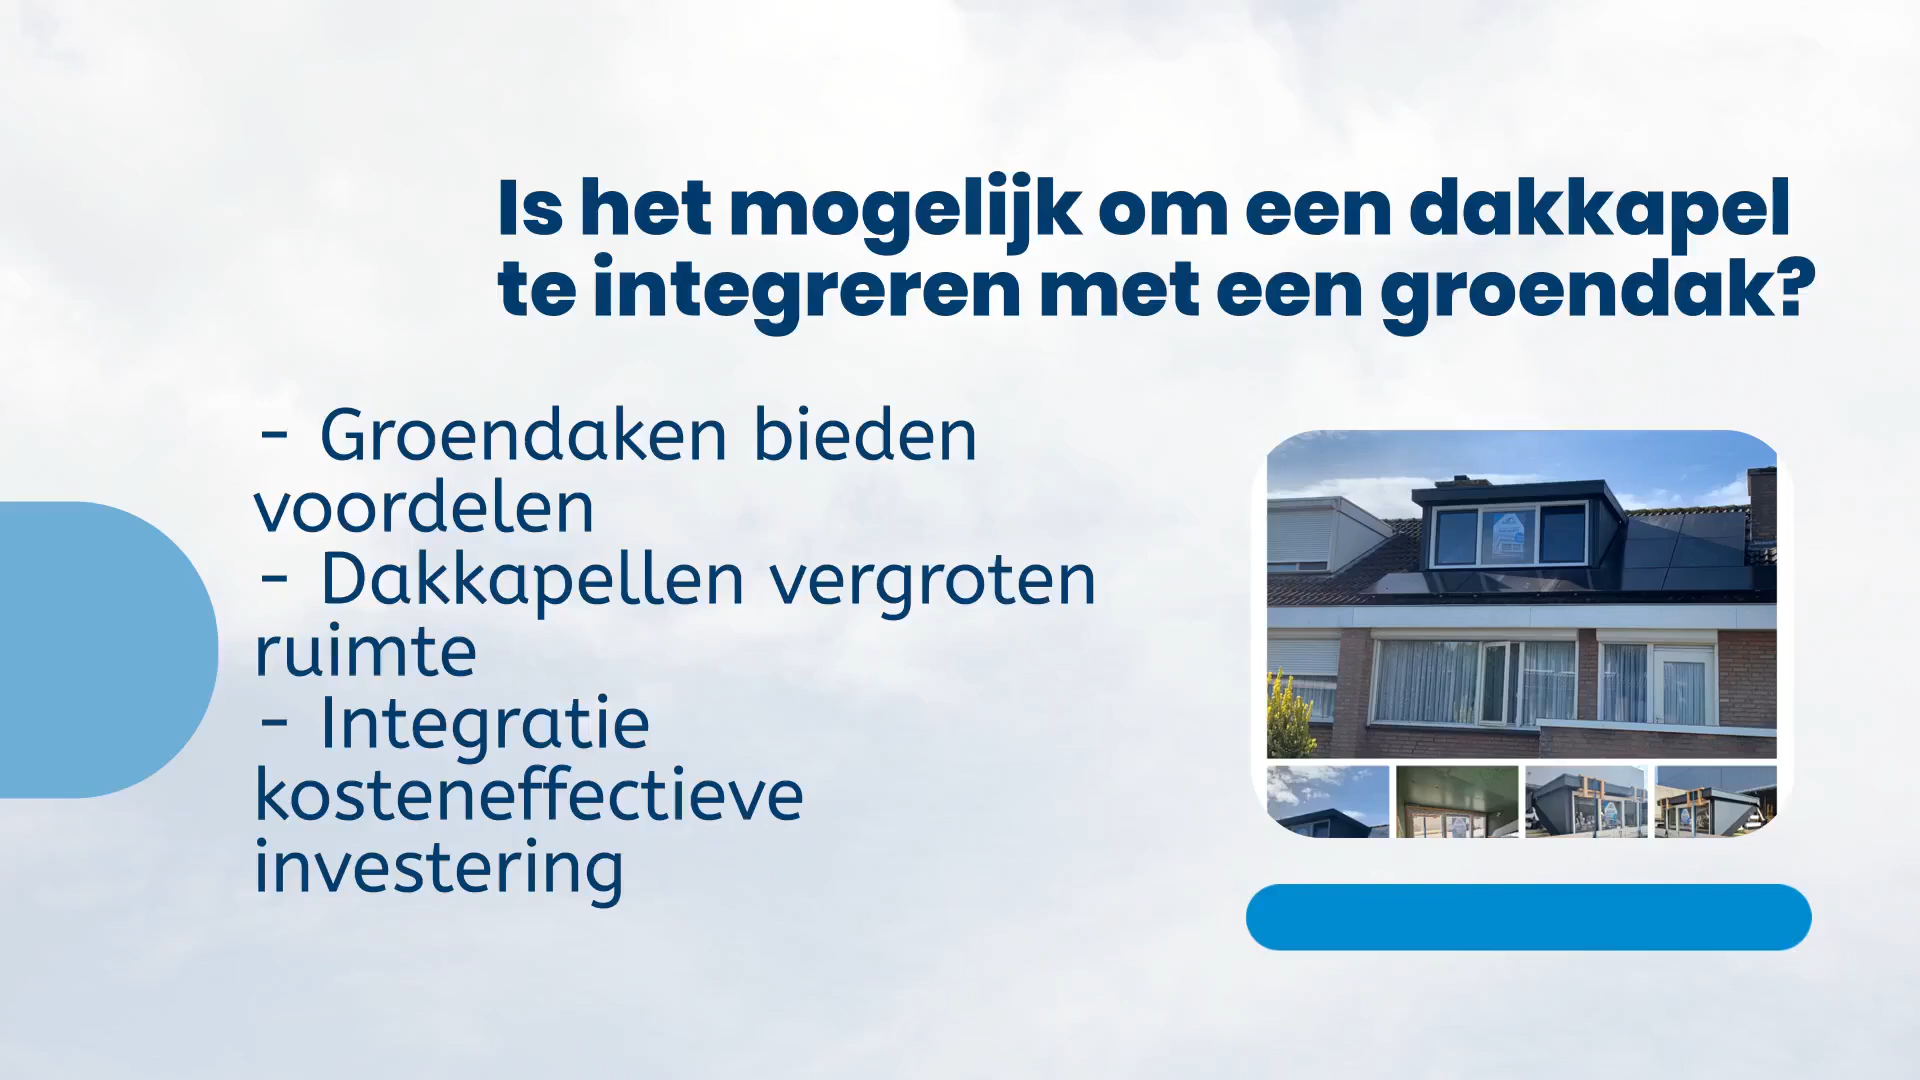 Is het mogelijk om een dakkapel
te integreren met een groendak?
- Groendaken bieden
voordelen
- Dakkapellen vergroten
ruimte
- Integratie
kosteneffectieve
investering